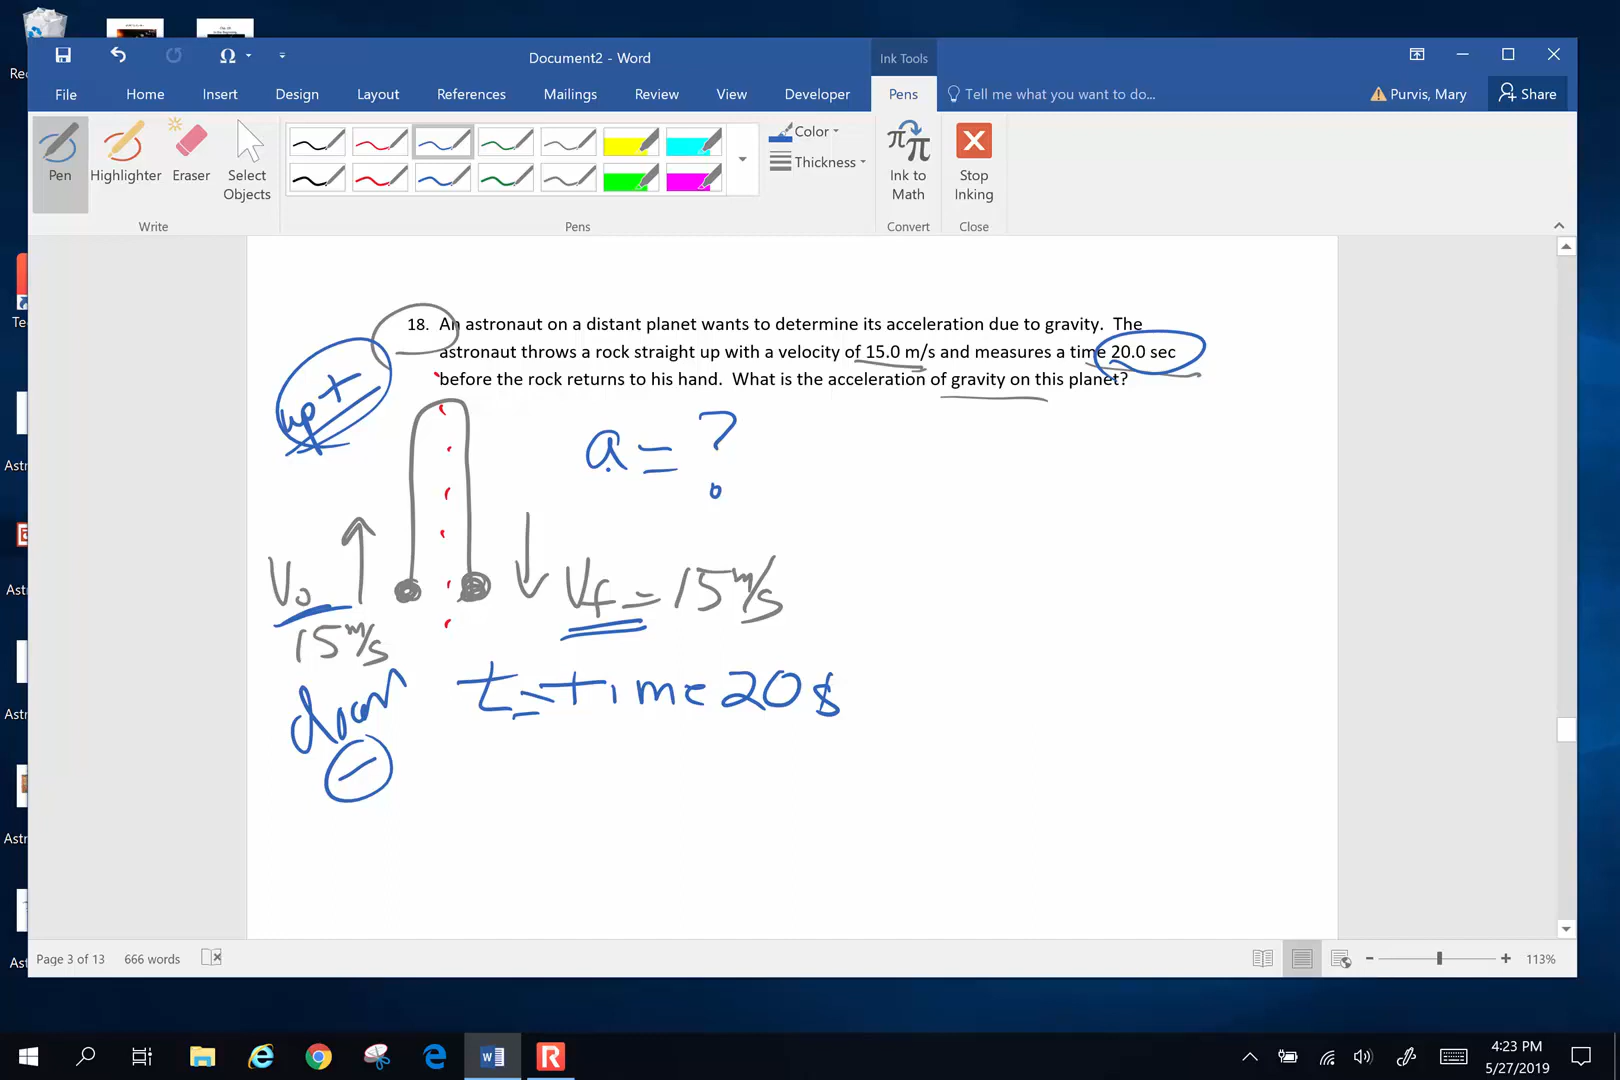 Document2 - Word
Ink Tools
File Home Insert Design Layout References Mailings Review View Developer Pens Tell me what you want to do... Purvis, Mary Share
Pen Highlighter Eraser Select Objects
Color
Thickness
Ink to Math
Stop Inking
Write Pens Convert Close
18. An astronaut on a distant planet wants to determine its acceleration due to gravity. The
astronaut throws a rock straight up with a velocity of 15.0 m/s and measures a time 20.0 sec
before the rock returns to his hand. What is the acceleration of gravity on this planet?
up +
a = ?
V₀
15 m/s
Vf = 15 m/s
down
−
t = time 20 s
Page 3 of 13 666 words 113%
4:23 PM
5/27/2019